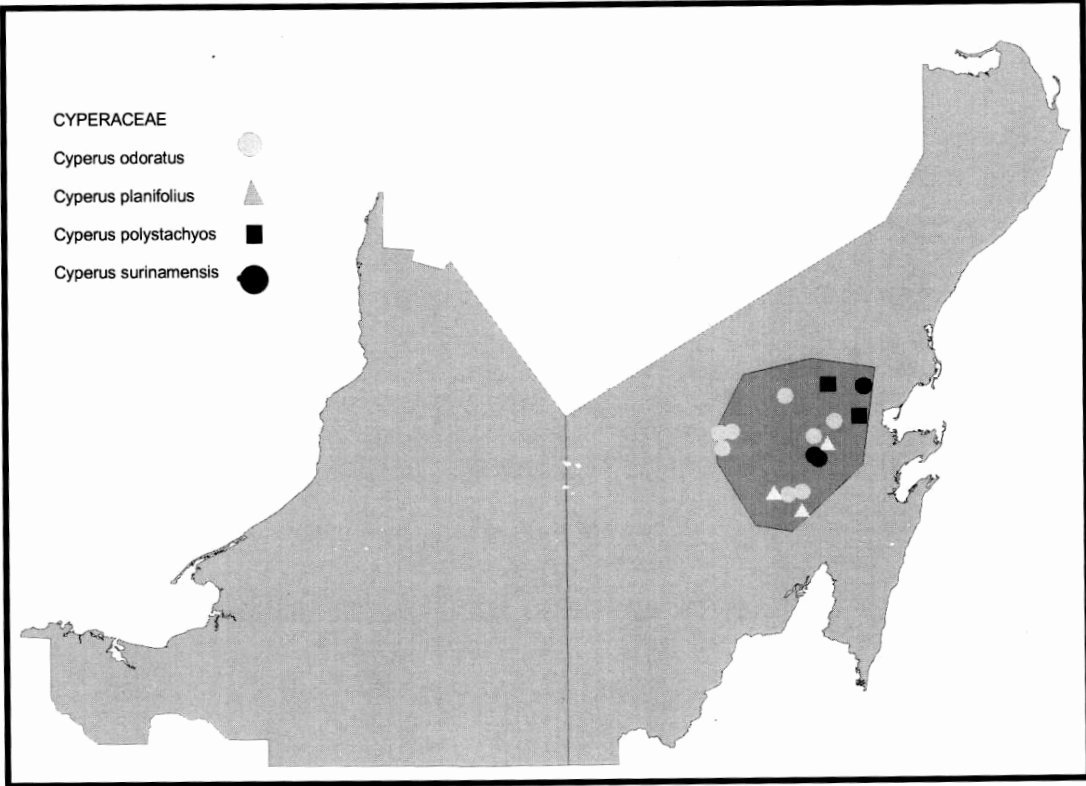 CYPERACEAE
Cyperus odoratus
Cyperus planifolius
Cyperus polystachyos
Cyperus surinamensis